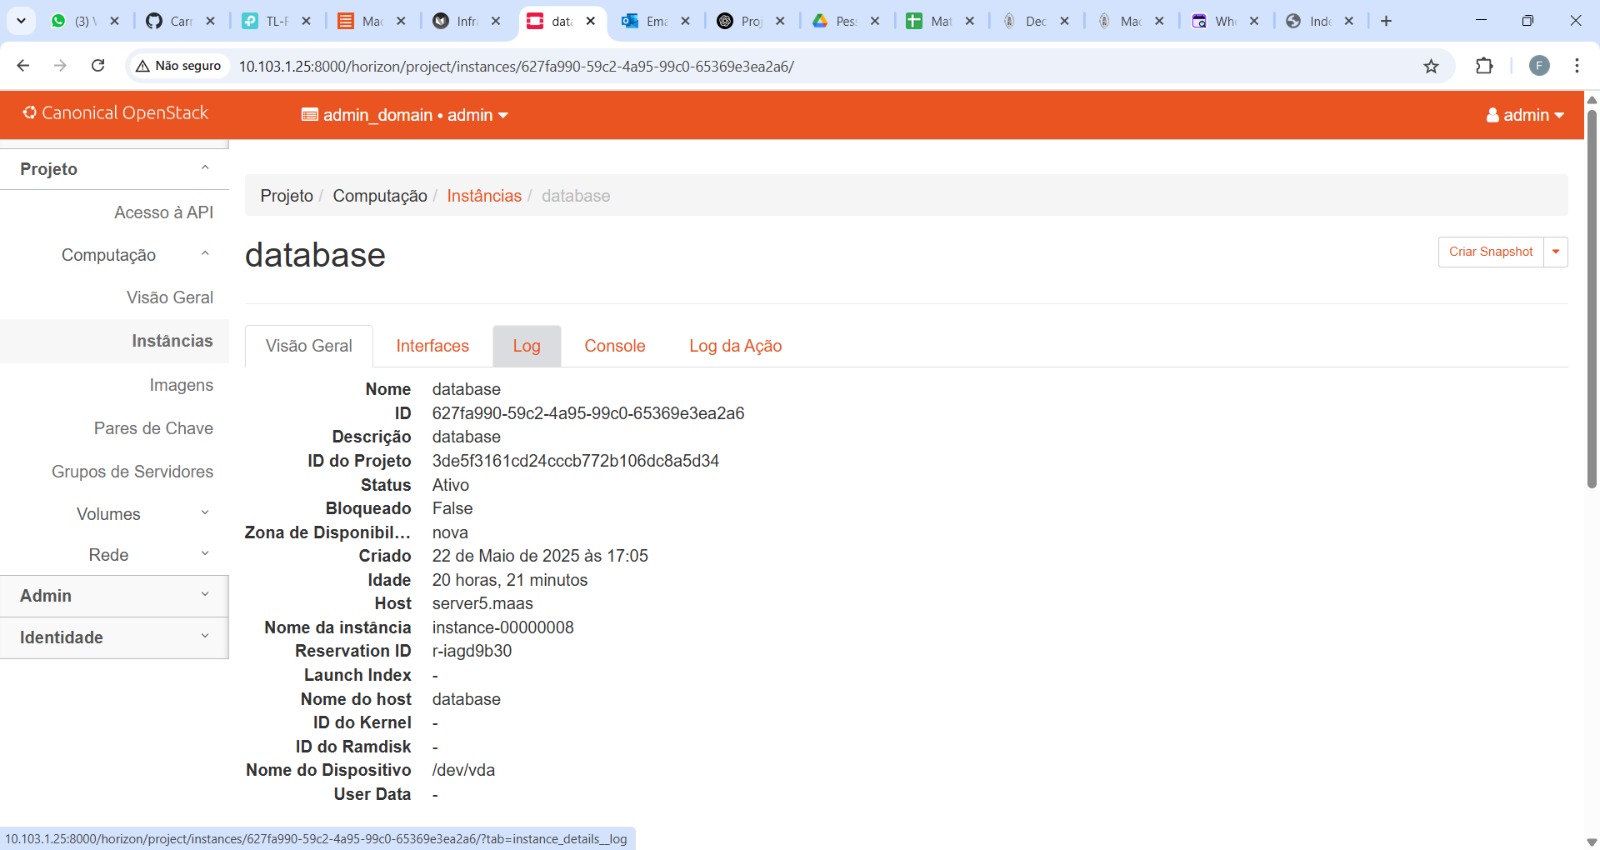 (3) V
Carr
TL-F
Mac
Infr
data
Ema
Proj
Pes
Mat
Dec
Mac
Wh
Inde
Não seguro
10.103.1.25:8000/horizon/project/instances/627fa990-59c2-4a95-99c0-65369e3ea2a6/
F
Canonical OpenStack
admin_domain • admin
admin
Projeto
Acesso à API
Computação
Visão Geral
Instâncias
Imagens
Pares de Chave
Grupos de Servidores
Volumes
Rede
Admin
Identidade
Projeto / Computação / Instâncias / database
database
Criar Snapshot
Visão Geral Interfaces Log Console Log da Ação
Nome database
ID 627fa990-59c2-4a95-99c0-65369e3ea2a6
Descrição database
ID do Projeto 3de5f3161cd24cccb772b106dc8a5d34
Status Ativo
Bloqueado False
Zona de Disponibil... nova
Criado 22 de Maio de 2025 às 17:05
Idade 20 horas, 21 minutos
Host server5.maas
Nome da instância instance-00000008
Reservation ID r-iagd9b30
Launch Index -
Nome do host database
ID do Kernel -
ID do Ramdisk -
Nome do Dispositivo /dev/vda
User Data -
10.103.1.25:8000/horizon/project/instances/627fa990-59c2-4a95-99c0-65369e3ea2a6/?tab=instance_details__log